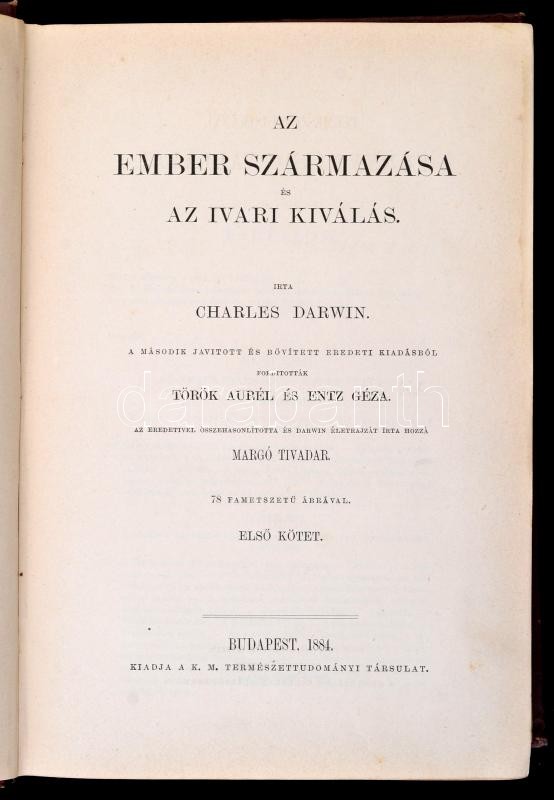 AZ
EMBER SZÁRMAZÁSA
ÉS
AZ IVARI KIVÁLÁS.
IRTA
CHARLES DARWIN.
A MÁSODIK JAVITOTT ÉS BŐVÍTETT EREDETI KIADÁSBÓL
FORDITOTTÁK
TÖRÖK AURÉL ÉS ENTZ GÉZA.
AZ EREDETIVEL ÖSSZEHASONLÍTOTTA ÉS DARWIN ÉLETRAJZÁT ÍRTA HOZZÁ
MARGÓ TIVADAR.
78 FAMETSZETŰ ÁBRÁVAL.
ELSŐ KÖTET.
BUDAPEST, 1884.
KIADJA A K. M. TERMÉSZETTUDOMÁNYI TÁRSULAT.
darabanth